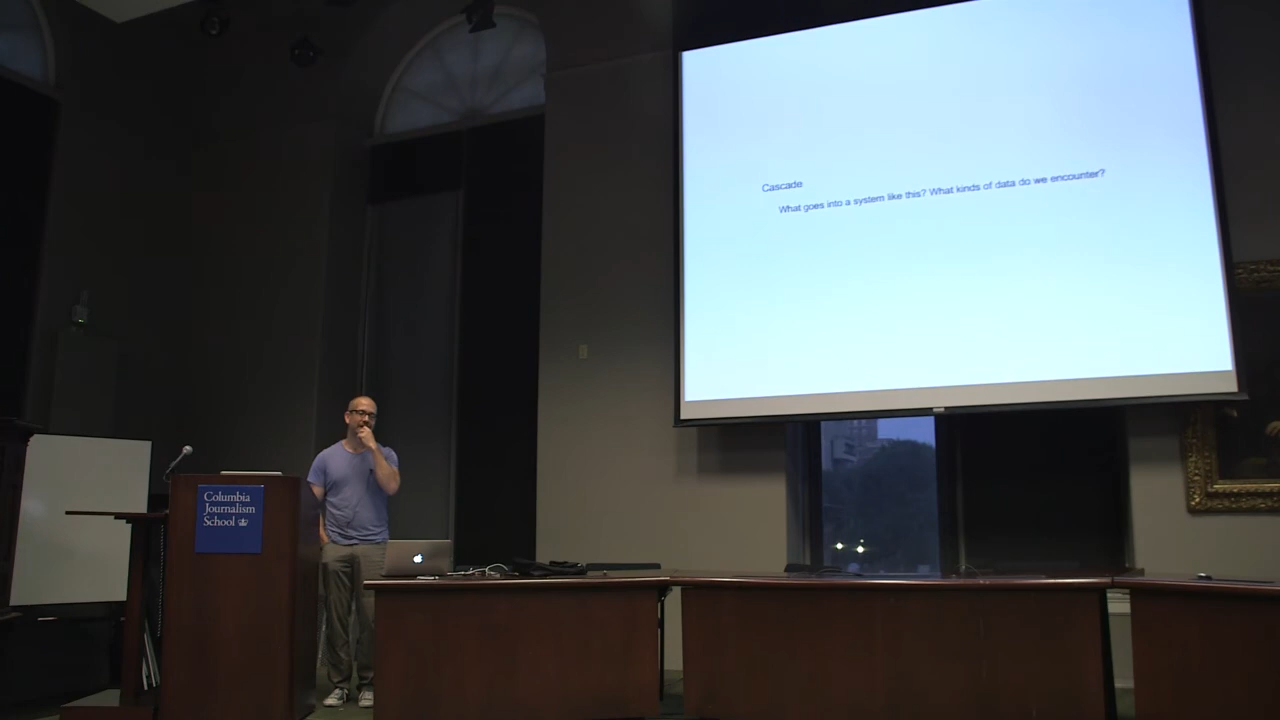 Cascade
What goes into a system like this? What kinds of data do we encounter?
Columbia
Journalism
School